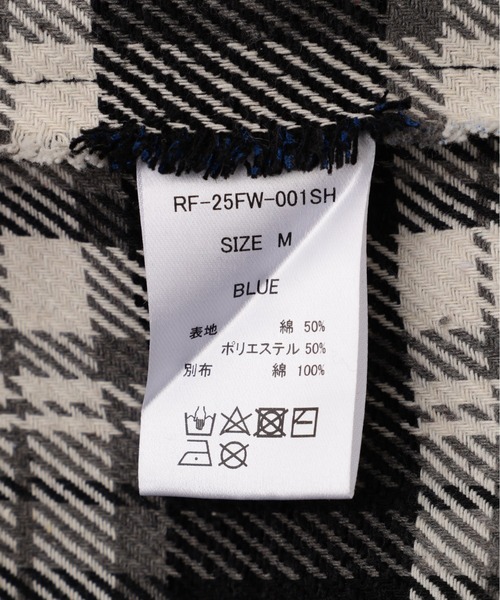 RF-25FW-001SH
SIZE M
BLUE
表地 綿 50%
ポリエステル 50%
別布 綿 100%